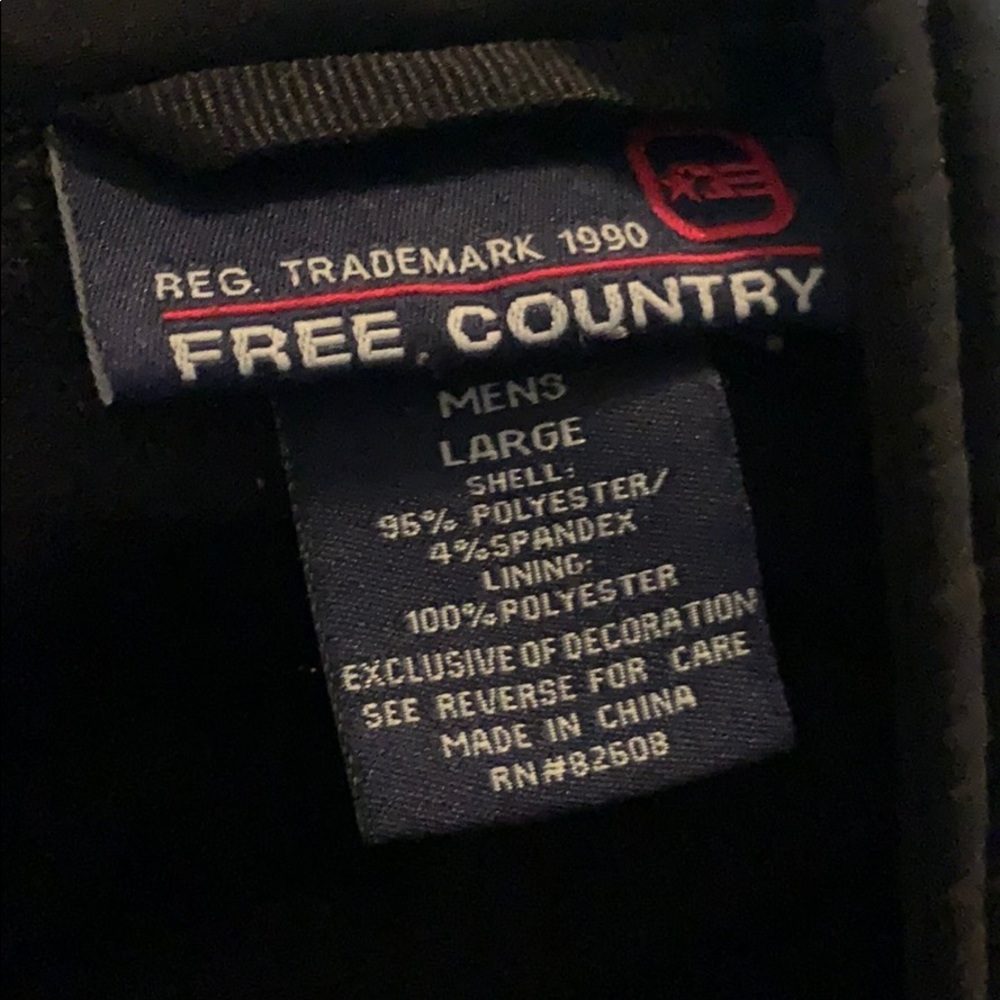 REG. TRADEMARK 1990
FREE COUNTRY
MENS
LARGE
SHELL:
96% POLYESTER/
4%SPANDEX
LINING:
100%POLYESTER
EXCLUSIVE OF DECORATION
SEE REVERSE FOR CARE
MADE IN CHINA
RN#82608